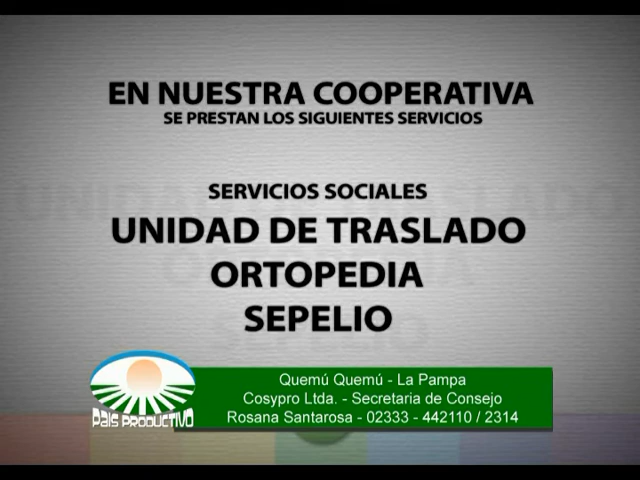 EN NUESTRA COOPERATIVA
SE PRESTAN LOS SIGUIENTES SERVICIOS
SERVICIOS SOCIALES
UNIDAD DE TRASLADO
ORTOPEDIA
SEPELIO
Quemú Quemú - La Pampa
Cosypro Ltda. - Secretaria de Consejo
Rosana Santarosa - 02333 - 442110 / 2314
PAIS PRODUCTIVO